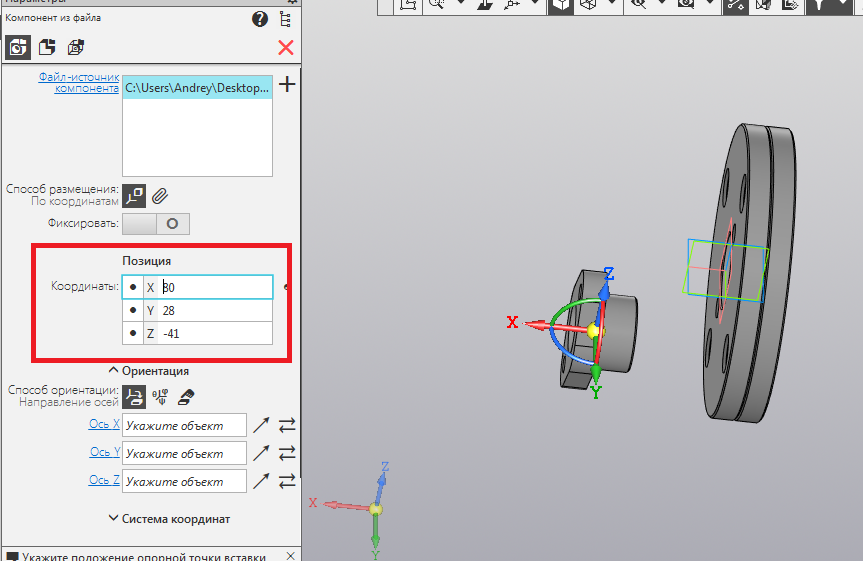 Параметры
Компонент из файла
Файл-источник
компонента
C:\Users\Andrey\Desktop...
Способ размещения:
По координатам
Фиксировать:
Позиция
Координаты:
X 80
Y 28
Z -41
Ориентация
Способ ориентации:
Направление осей
Ось X Укажите объект
Ось Y Укажите объект
Ось Z Укажите объект
Система координат
Укажите положение опорной точки вставки
Z
X
Y
Z
X
Y